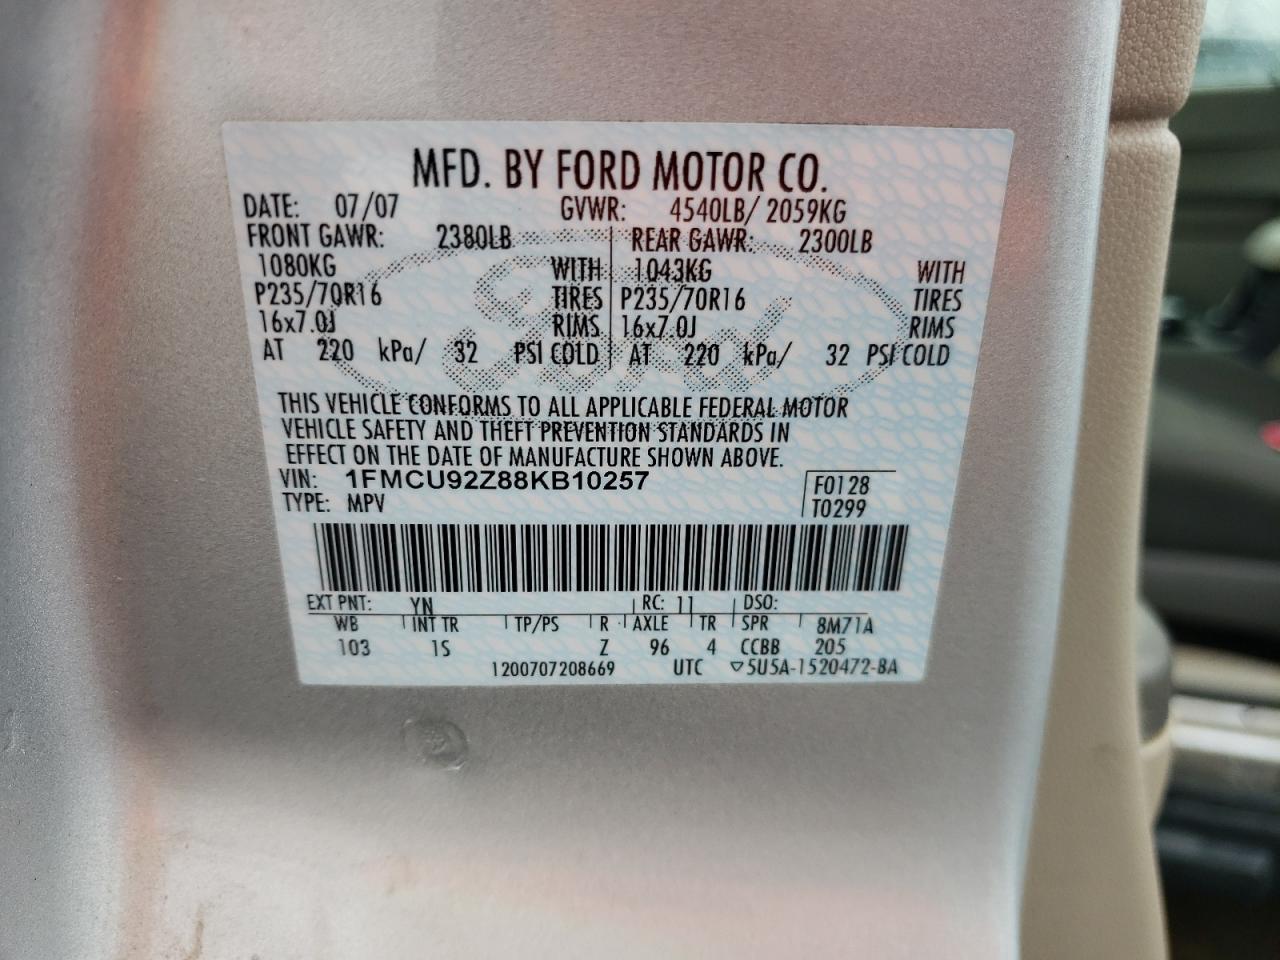 MFD. BY FORD MOTOR CO.
DATE: 07/07 GVWR: 4540LB/ 2059KG
FRONT GAWR: 2380LB REAR GAWR: 2300LB
1080KG WITH 1043KG WITH
P235/70R16 TIRES P235/70R16 TIRES
16x7.0J RIMS 16x7.0J RIMS
AT 220 kPa/ 32 PSI COLD AT 220 kPa/ 32 PSI COLD
Ford
THIS VEHICLE CONFORMS TO ALL APPLICABLE FEDERAL MOTOR
VEHICLE SAFETY AND THEFT PREVENTION STANDARDS IN
EFFECT ON THE DATE OF MANUFACTURE SHOWN ABOVE.
VIN: 1FMCU92Z88KB10257 F0128
TYPE: MPV T0299
EXT PNT: YN RC: 11 DSO:
WB INT TR TP/PS R AXLE TR SPR 8M71A
103 1S Z 96 4 CCBB 205
1200707208669 UTC ▽5U5A-1520472-BA